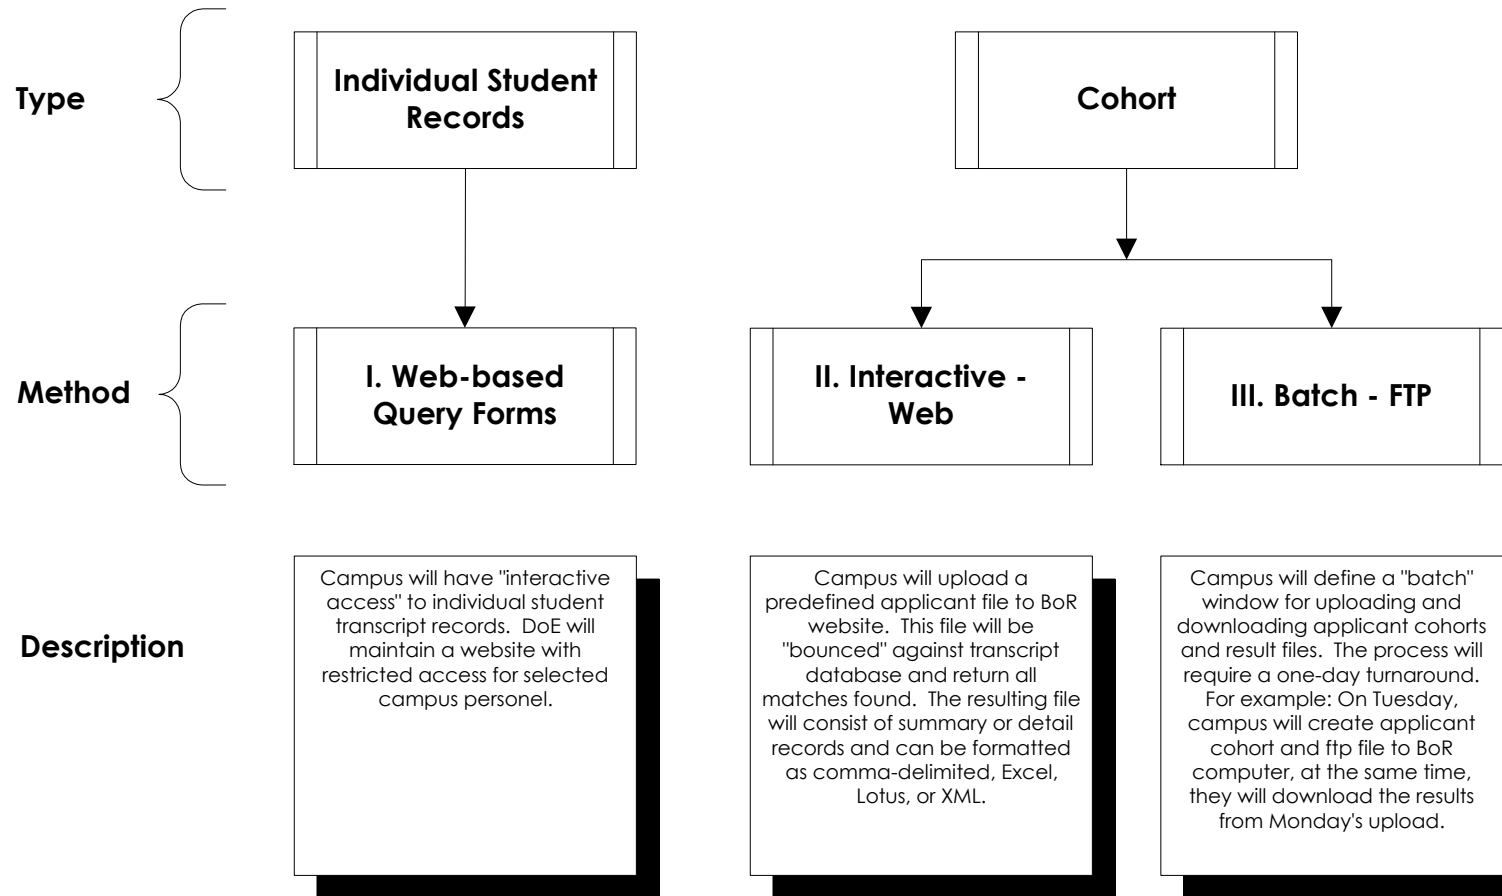 Type
Individual Student
Records
Cohort
Method
I. Web-based
Query Forms
II. Interactive -
Web
III. Batch - FTP
Description
Campus will have "interactive
access" to individual student
transcript records.  DoE will
maintain a website with
restricted access for selected
campus personel.
Campus will upload a
predefined applicant file to BoR
website.  This file will be
"bounced" against transcript
database and return all
matches found.  The resulting file
will consist of summary or detail
records and can be formatted
as comma-delimited, Excel,
Lotus, or XML.
Campus will define a "batch"
window for uploading and
downloading applicant cohorts
and result files.  The process will
require a one-day turnaround.
For example: On Tuesday,
campus will create applicant
cohort and ftp file to BoR
computer, at the same time,
they will download the results
from Monday's upload.